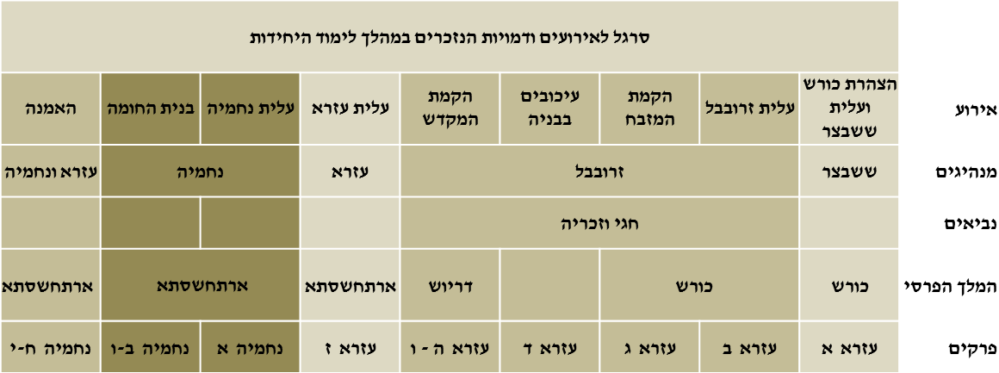 סרגל לאירועים ודמויות הנזכרים במהלך לימוד היחידות
אירוע
הצהרת כורש
ועלית
ששבצר
עלית זרובבל
הקמת
המזבח
עיכובים
בבניה
הקמת
המקדש
עלית עזרא
עלית נחמיה
בנית החומה
האמנה
מנהיגים
ששבצר
זרובבל
עזרא
נחמיה
עזרא ונחמיה
נביאים
חגי וזכריה
המלך הפרסי
כורש
כורש
דריוש
ארתחשסתא
ארתחשסתא
ארתחשסתא
פרקים
עזרא א
עזרא ב
עזרא ג
עזרא ד
עזרא ה - ו
עזרא ז
נחמיה א
נחמיה ב-ו
נחמיה ח-י